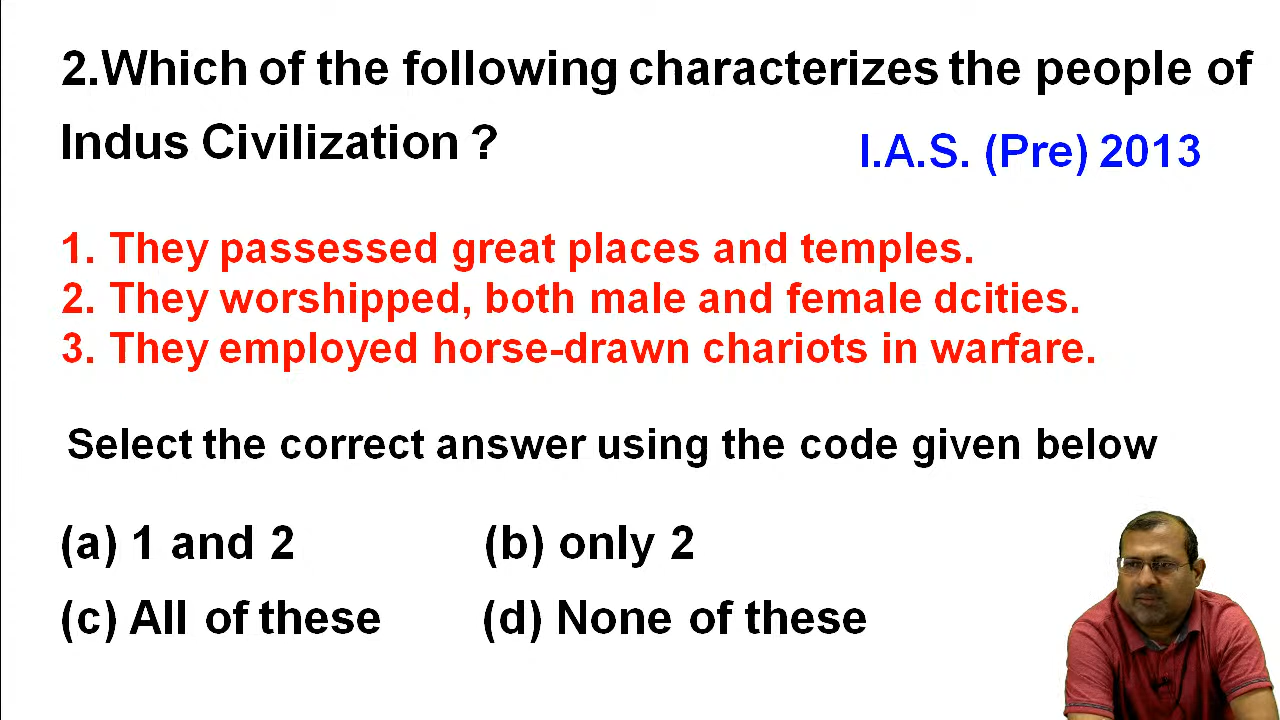 2.Which of the following characterizes the people of
Indus Civilization ?
I.A.S. (Pre) 2013
1. They passessed great places and temples.
2. They worshipped, both male and female dcities.
3. They employed horse-drawn chariots in warfare.
Select the correct answer using the code given below
(a) 1 and 2 (b) only 2
(c) All of these (d) None of these